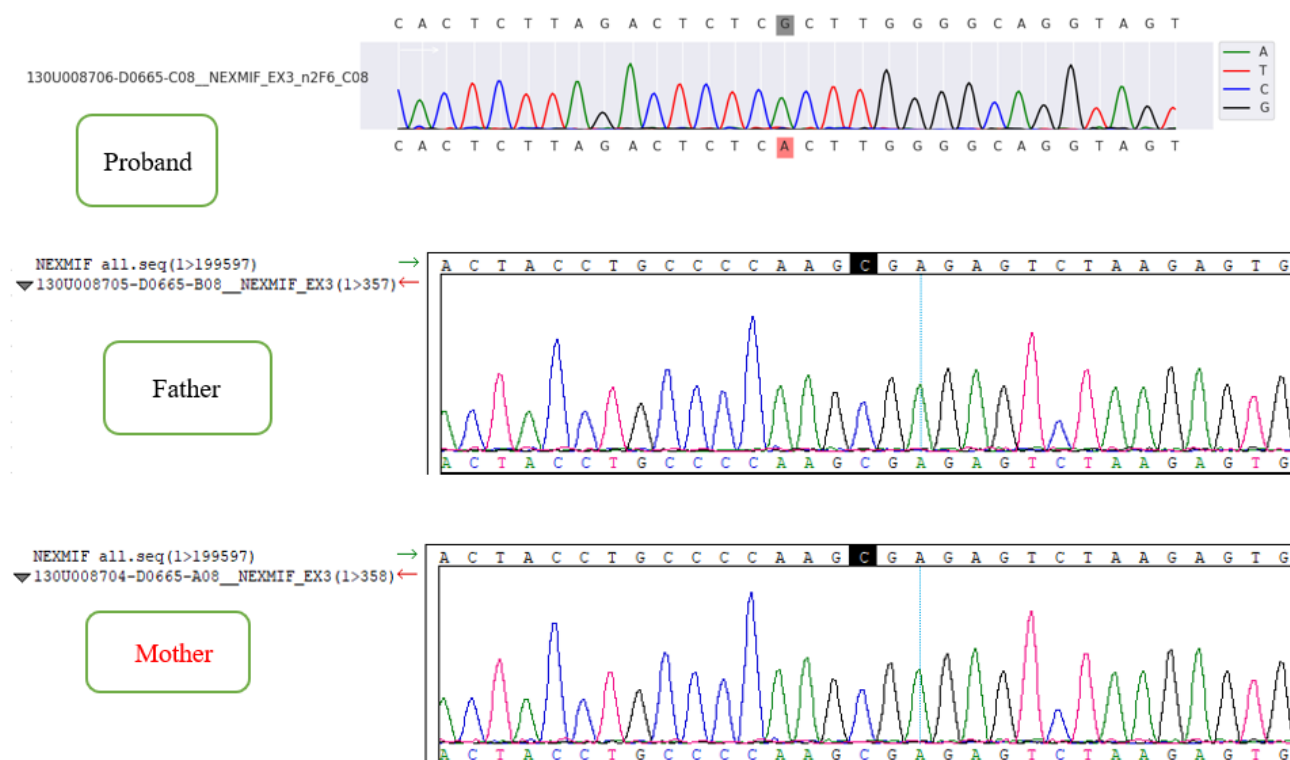 C A C T C T T A G A C T C T C G C T T G G G G C A G G T A G T
130U008706-D0665-C08__NEXMIF_EX3_n2F6_C08
A
T
C
G
C A C T C T T A G A C T C T C A C T T G G G G C A G G T A G T
Proband
NEXMIF all.seq(1>199597)
A C T A C C T G C C C C A A G C G A G A G T C T A A G A G T G
130U008705-D0665-B08__NEXMIF_EX3(1>357)
Father
A C T A C C T G C C C C A A G C G A G A G T C T A A G A G T G
NEXMIF all.seq(1>199597)
A C T A C C T G C C C C A A G C G A G A G T C T A A G A G T G
130U008704-D0665-A08__NEXMIF_EX3(1>358)
Mother
A C T A C C T G C C C C A A G C G A G A G T C T A A G A G T G